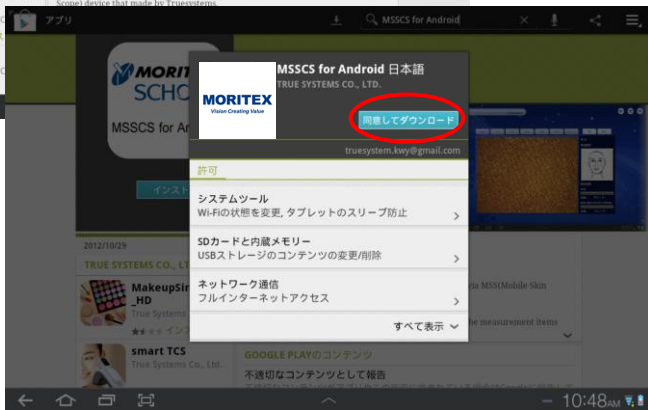 Scope) device that made by Truesystems.
アプリ
MSSCS for Android
MORIT
SCHO
MSSCS for Ar
インスト
MORITEX
Vision Creating Value
MSSCS for Android 日本語
TRUE SYSTEMS CO., LTD.
同意してダウンロード
truesystem.kwy@gmail.com
許可
システムツール
Wi-Fiの状態を変更, タブレットのスリープ防止
SDカードと内蔵メモリー
USBストレージのコンテンツの変更/削除
ネットワーク通信
フルインターネットアクセス
すべて表示
2012/10/29
TRUE SYSTEMS CO., LT
MakeupSir
_HD
True Systems
インス
smart TCS
True Systems Co., Ltd.
via MSS(Mobile Skin
he measurement items
GOOGLE PLAYのコンテンツ
不適切なコンテンツとして報告
10:48AM